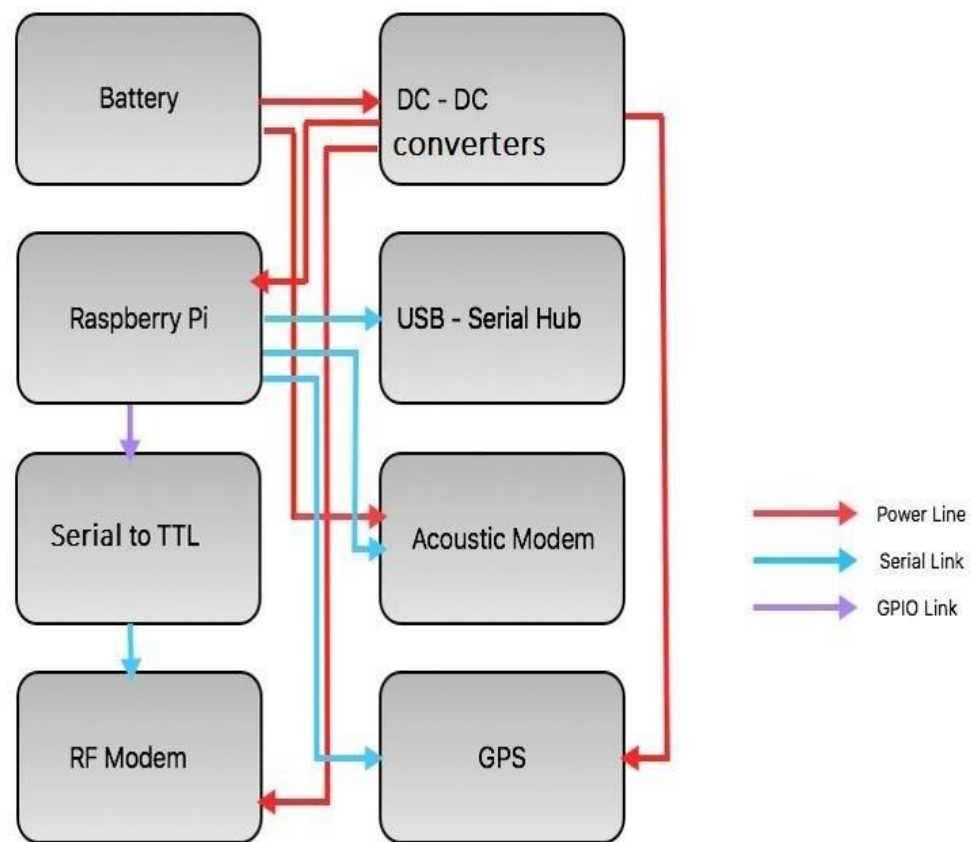 Battery
DC - DC
converters
Raspberry Pi
USB - Serial Hub
Serial to TTL
Acoustic Modem
RF Modem
GPS
Power Line
Serial Link
GPIO Link